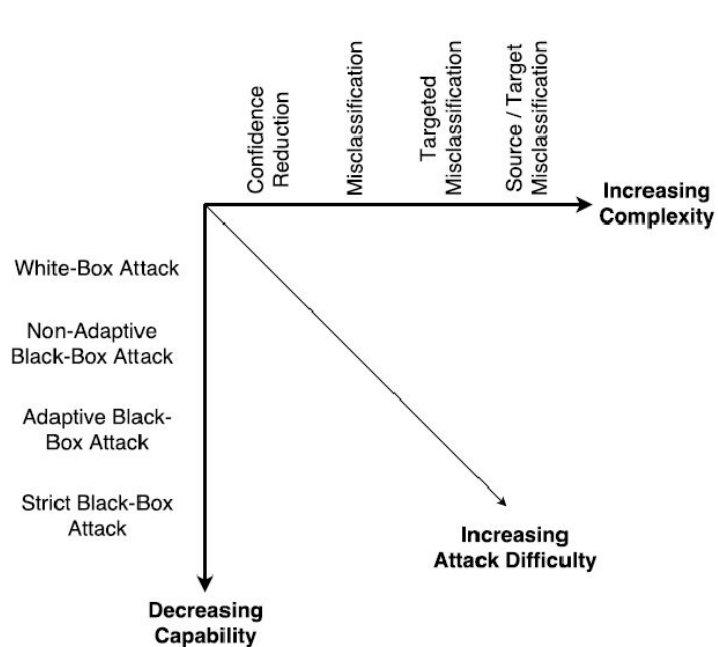 Confidence
Reduction
Misclassification
Targeted
Misclassification
Source / Target
Misclassification
Increasing
Complexity
White-Box Attack
Non-Adaptive
Black-Box Attack
Adaptive Black-
Box Attack
Strict Black-Box
Attack
Increasing
Attack Difficulty
Decreasing
Capability